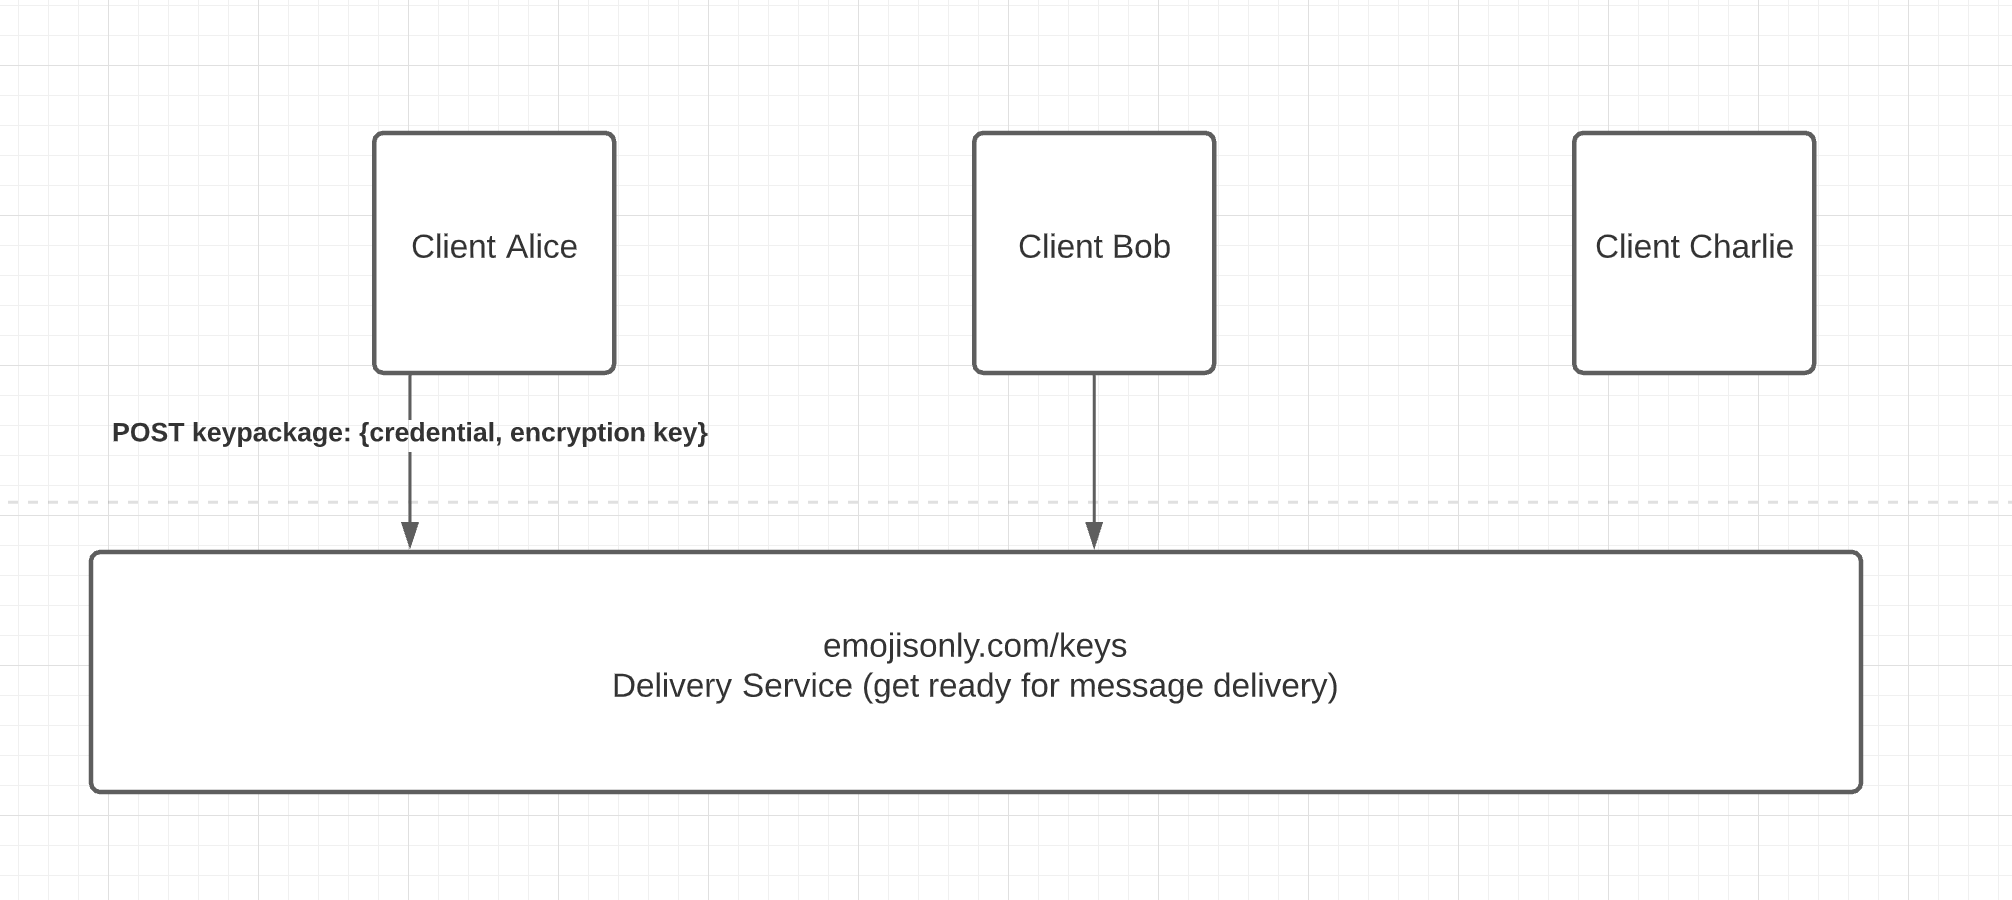 Client Alice
Client Bob
Client Charlie
POST keypackage: {credential, encryption key}
emojisonly.com/keys
Delivery Service (get ready for message delivery)